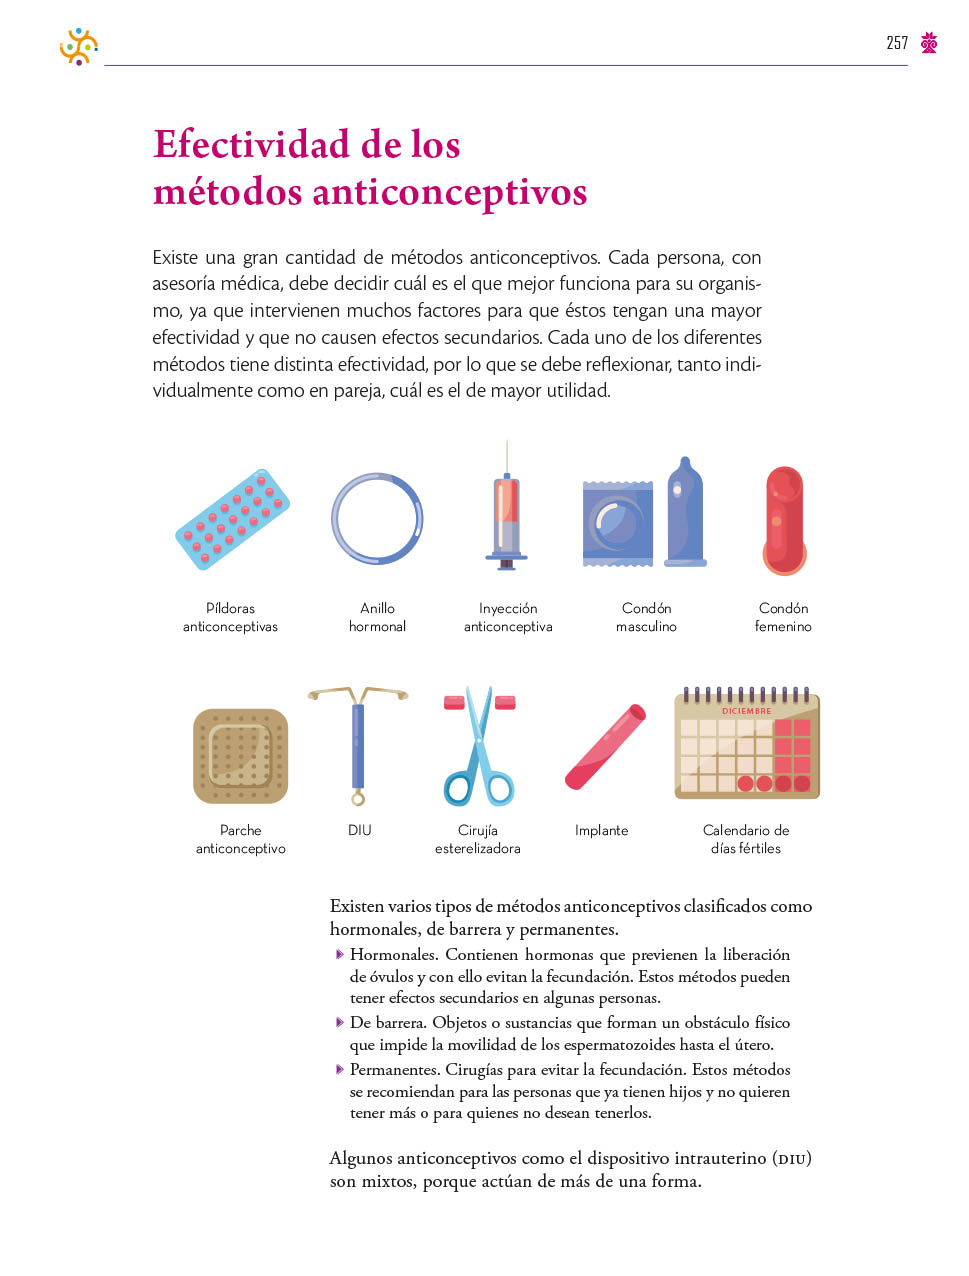 257
Efectividad de los
métodos anticonceptivos
Existe una gran cantidad de métodos anticonceptivos. Cada persona, con
asesoría médica, debe decidir cuál es el que mejor funciona para su organis-
mo, ya que intervienen muchos factores para que éstos tengan una mayor
efectividad y que no causen efectos secundarios. Cada uno de los diferentes
métodos tiene distinta efectividad, por lo que se debe reflexionar, tanto indi-
vidualmente como en pareja, cuál es el de mayor utilidad.
Píldoras
anticonceptivas
Anillo
hormonal
Inyección
anticonceptiva
Condón
masculino
Condón
femenino
DICIEMBRE
Parche
anticonceptivo
DIU
Cirujía
esterelizadora
Implante
Calendario de
días fértiles
Existen varios tipos de métodos anticonceptivos clasificados como
hormonales, de barrera y permanentes.
Hormonales. Contienen hormonas que previenen la liberación
de óvulos y con ello evitan la fecundación. Estos métodos pueden
tener efectos secundarios en algunas personas.
De barrera. Objetos o sustancias que forman un obstáculo físico
que impide la movilidad de los espermatozoides hasta el útero.
Permanentes. Cirugías para evitar la fecundación. Estos métodos
se recomiendan para las personas que ya tienen hijos y no quieren
tener más o para quienes no desean tenerlos.
Algunos anticonceptivos como el dispositivo intrauterino (DIU)
son mixtos, porque actúan de más de una forma.